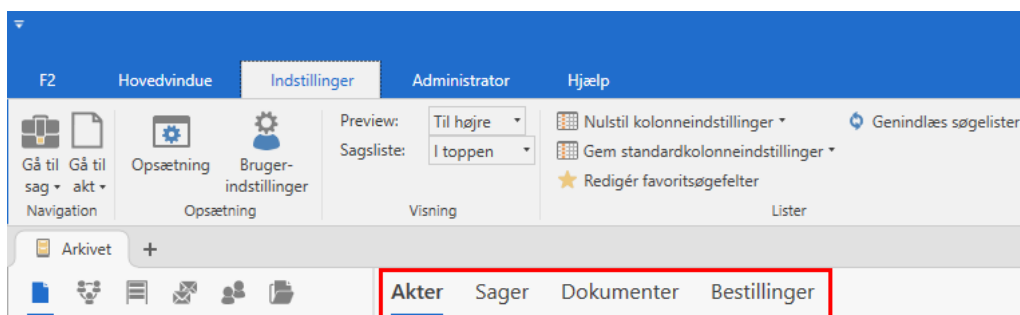 F2 Hovedvindue Indstillinger Administrator Hjælp
Gå til sag
Gå til akt
Navigation
Opsætning
Bruger-
indstillinger
Opsætning
Preview: Til højre
Sagsliste: I toppen
Visning
Nulstil kolonneindstillinger
Gem standardkolonneindstillinger
Redigér favoritsøgefelter
Genindlæs søgelister
Lister
Arkivet +
Akter Sager Dokumenter Bestillinger